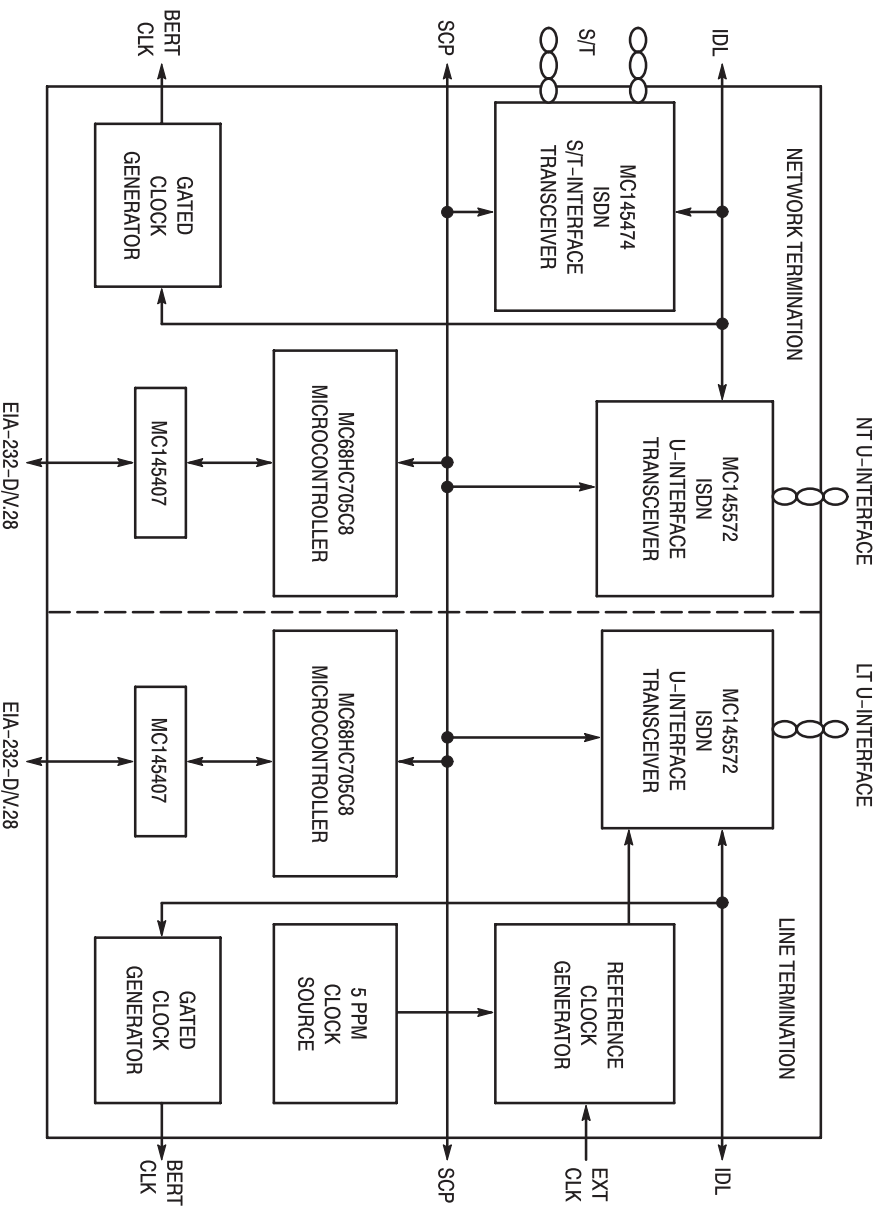 NT U–INTERFACE
LT U–INTERFACE
NETWORK TERMINATION
LINE TERMINATION
IDL
IDL
S/T
MC145474
ISDN
S/T–INTERFACE
TRANSCEIVER
MC145572
ISDN
U–INTERFACE
TRANSCEIVER
MC145572
ISDN
U–INTERFACE
TRANSCEIVER
REFERENCE
CLOCK
GENERATOR
EXT
CLK
SCP
SCP
MC68HC705C8
MICROCONTROLLER
MC68HC705C8
MICROCONTROLLER
5 PPM
CLOCK
SOURCE
BERT
CLK
GATED
CLOCK
GENERATOR
MC145407
MC145407
GATED
CLOCK
GENERATOR
BERT
CLK
EIA–232–D/V.28
EIA–232–D/V.28